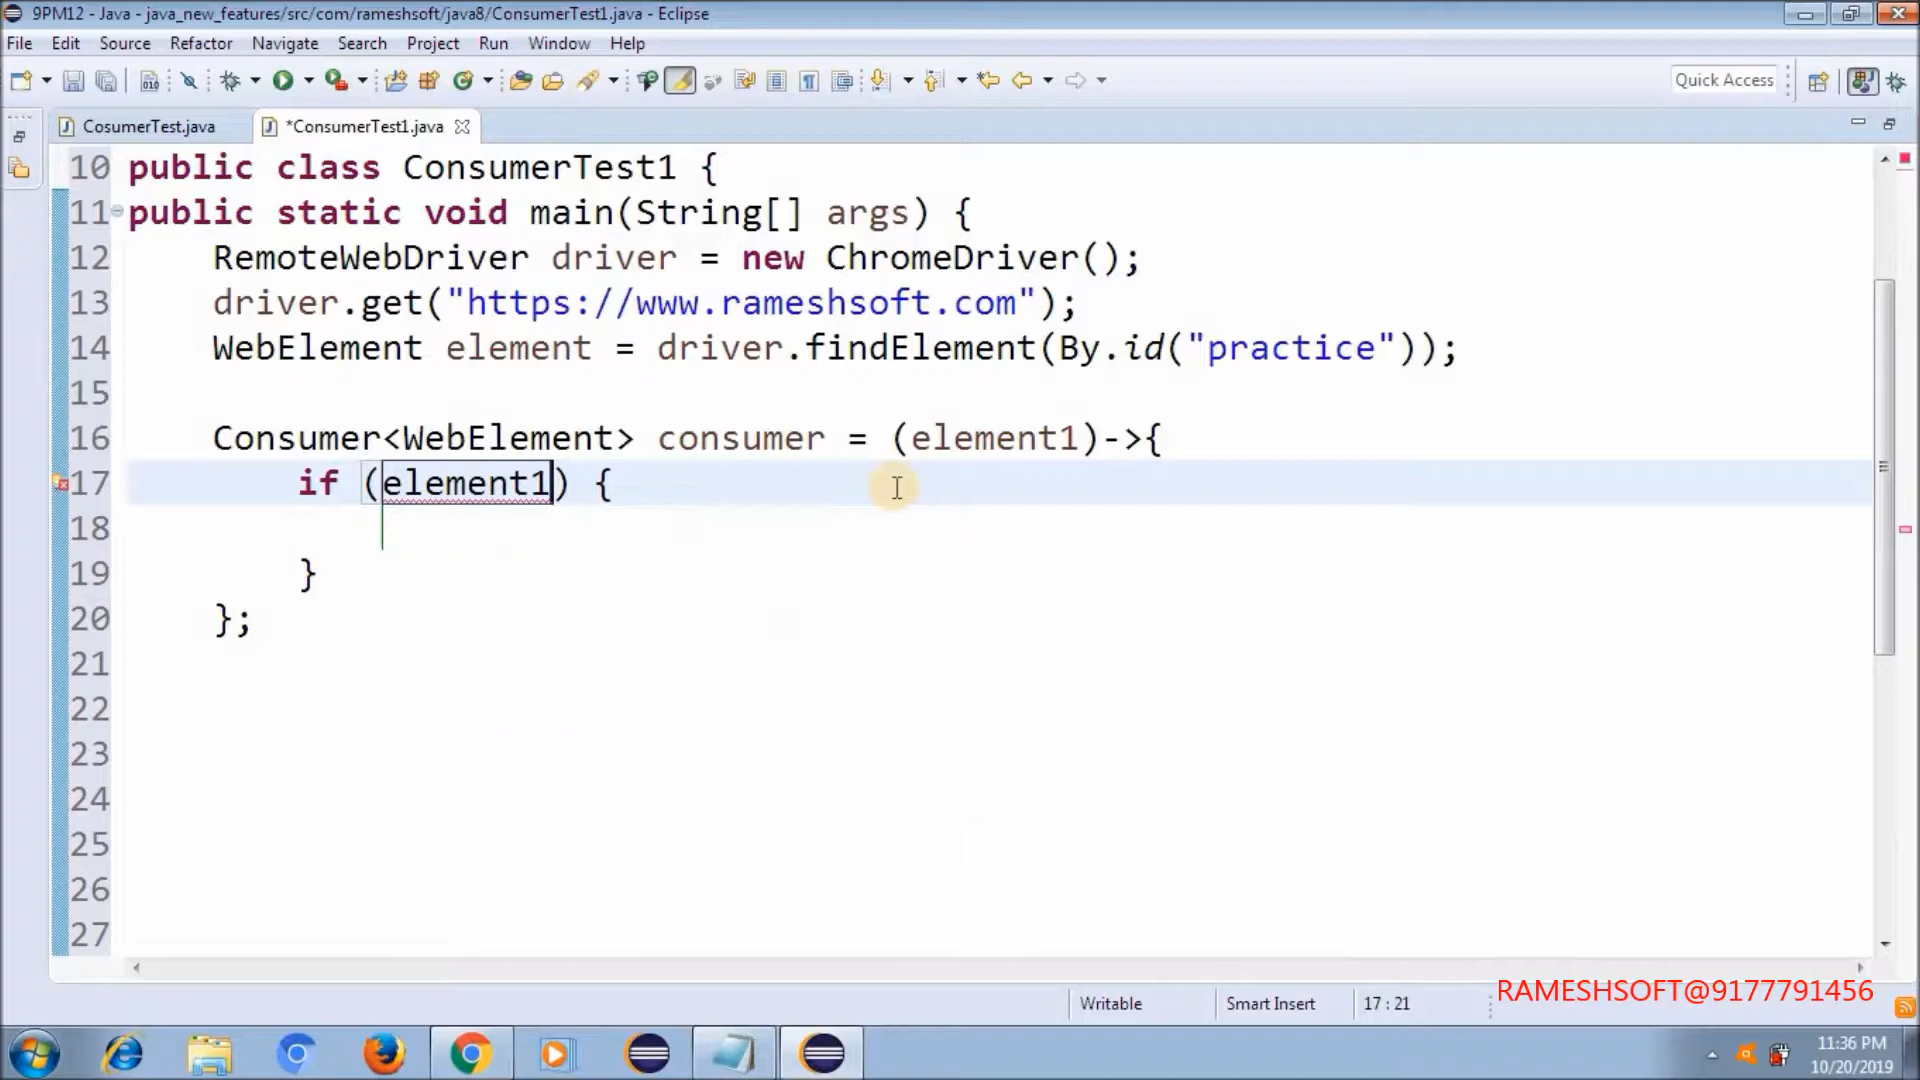 9PM12 - Java - java_new_features/src/com/rameshsoft/java8/ConsumerTest1.java - Eclipse
File Edit Source Refactor Navigate Search Project Run Window Help
Quick Access
CosumerTest.java *ConsumerTest1.java
10 public class ConsumerTest1 {
11 public static void main(String[] args) {
12 RemoteWebDriver driver = new ChromeDriver();
13 driver.get("https://www.rameshsoft.com");
14 WebElement element = driver.findElement(By.id("practice"));
15
16 Consumer<WebElement> consumer = (element1)->{
17 if (element1) {
18
19 }
20 };
21
22
23
24
25
26
27
RAMESHSOFT@9177791456
Writable Smart Insert 17 : 21
11:36 PM
10/20/2019